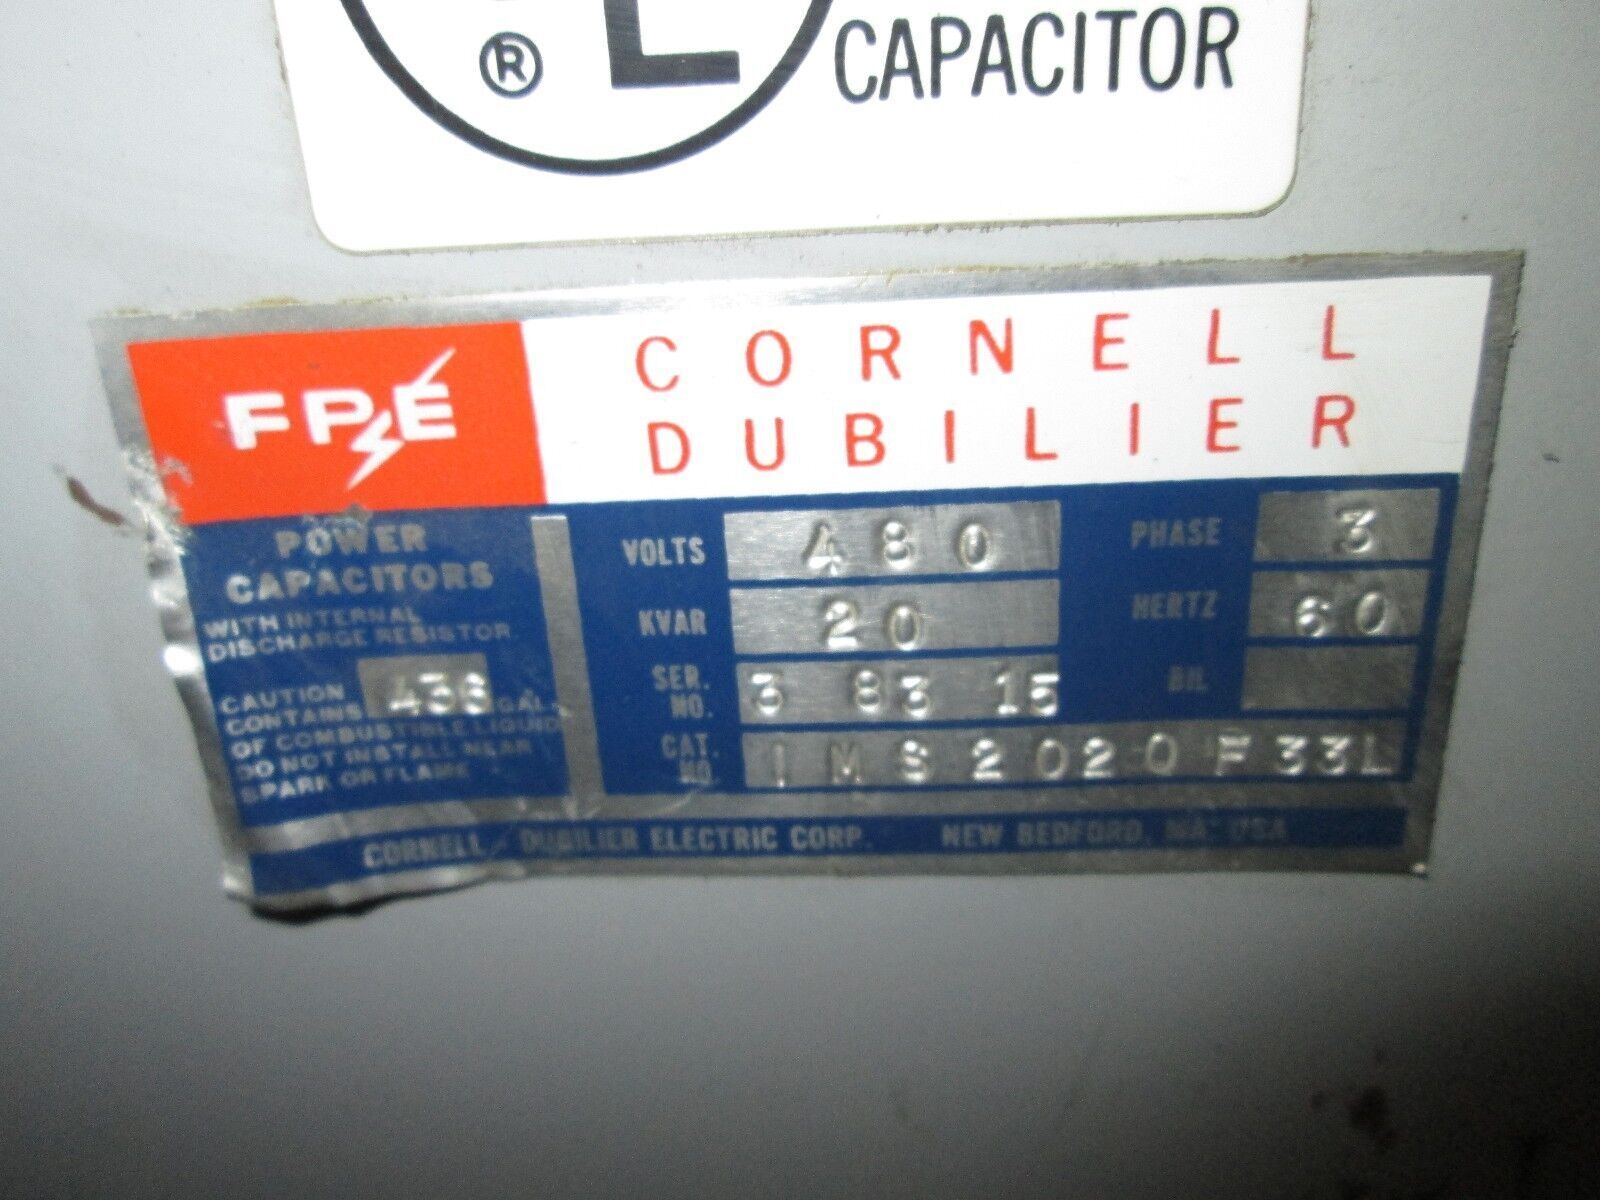 L
® CAPACITOR
FPE CORNELL
DUBILIER
POWER
CAPACITORS
WITH INTERNAL
DISCHARGE RESISTOR
CAUTION
CONTAINS .436 GAL.
OF COMBUSTIBLE LIQUID
DO NOT INSTALL NEAR
SPARK OR FLAME
VOLTS 480 PHASE 3
KVAR 20 HERTZ 60
SER. NO. 3 83 15 BIL
CAT. NO 1MS2020F33L
CORNELL - DUBILIER ELECTRIC CORP. NEW BEDFORD, MA. USA